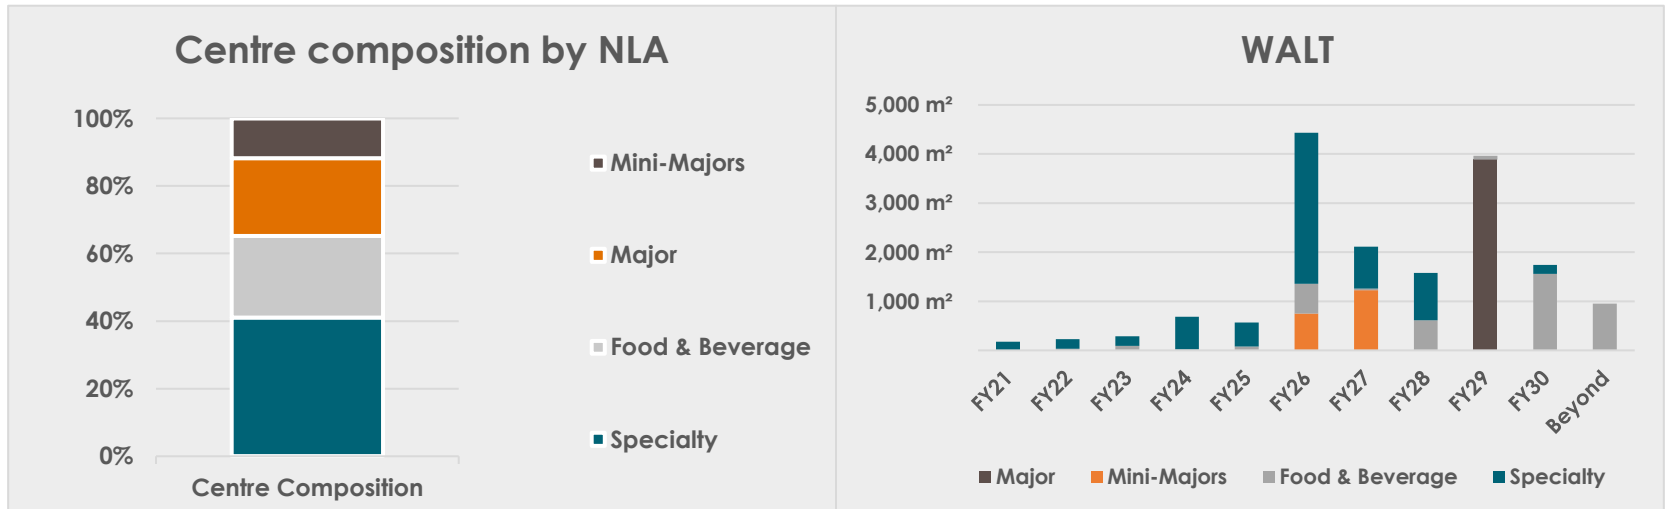 Centre composition by NLA
100%
80%
60%
40%
20%
0%
Centre Composition
Mini-Majors
Major
Food & Beverage
Specialty
WALT
5,000 m²
4,000 m²
3,000 m²
2,000 m²
1,000 m²
FY21
FY22
FY23
FY24
FY25
FY26
FY27
FY28
FY29
FY30
Beyond
Major
Mini-Majors
Food & Beverage
Specialty